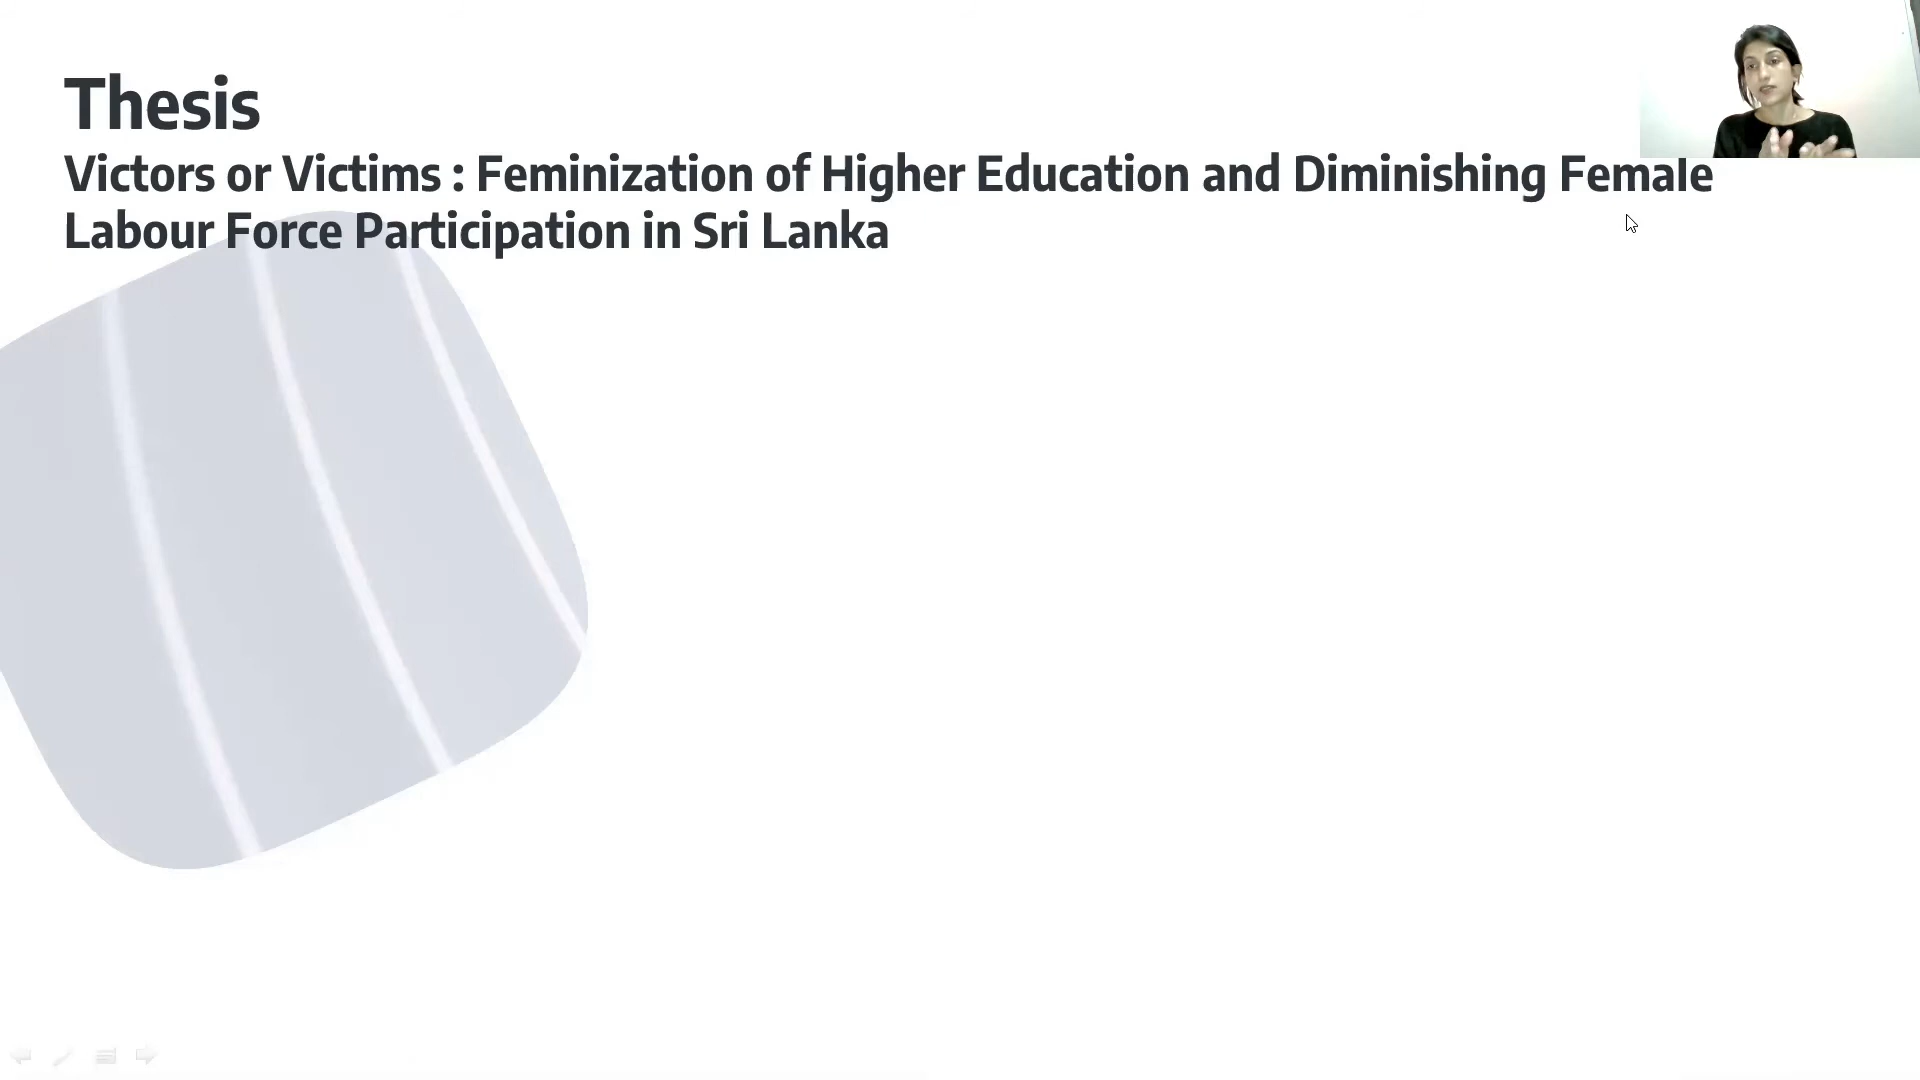 Thesis
Victors or Victims : Feminization of Higher Education and Diminishing Female
Labour Force Participation in Sri Lanka